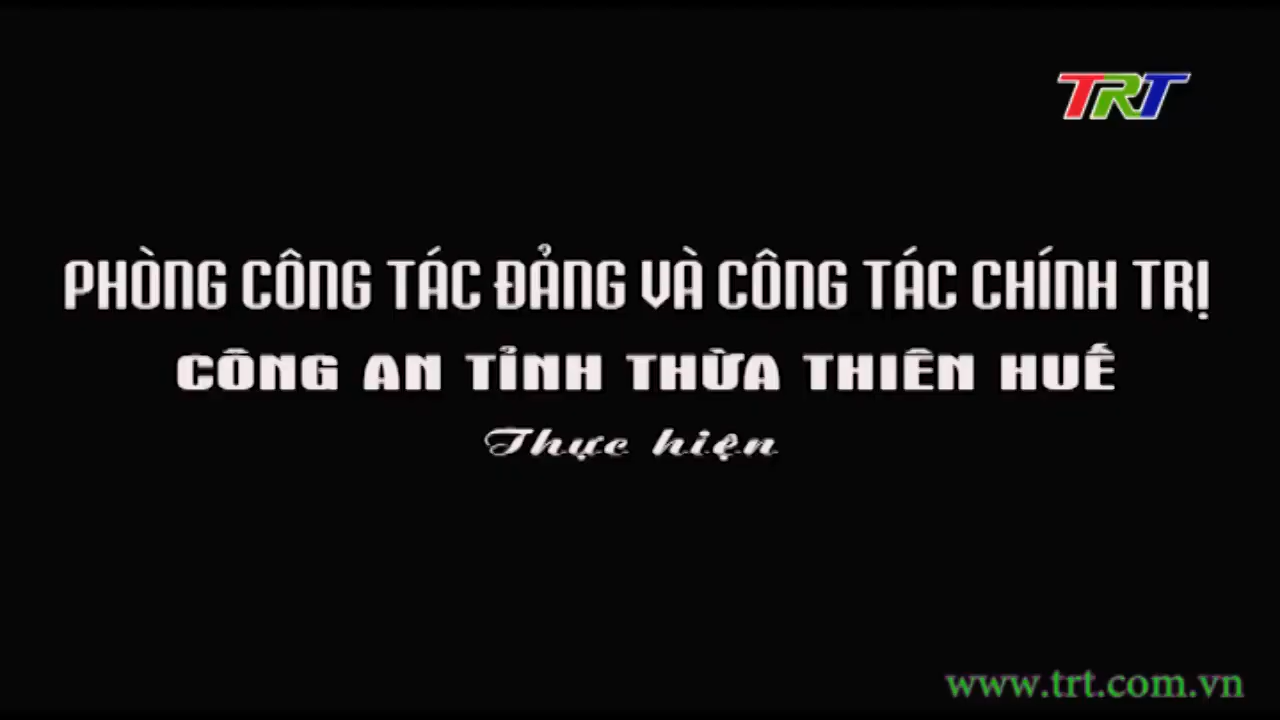 TRT
PHÒNG CÔNG TÁC ĐẢNG VÀ CÔNG TÁC CHÍNH TRỊ
CÔNG AN TỈNH THỪA THIÊN HUẾ
Thực hiện
www.trt.com.vn